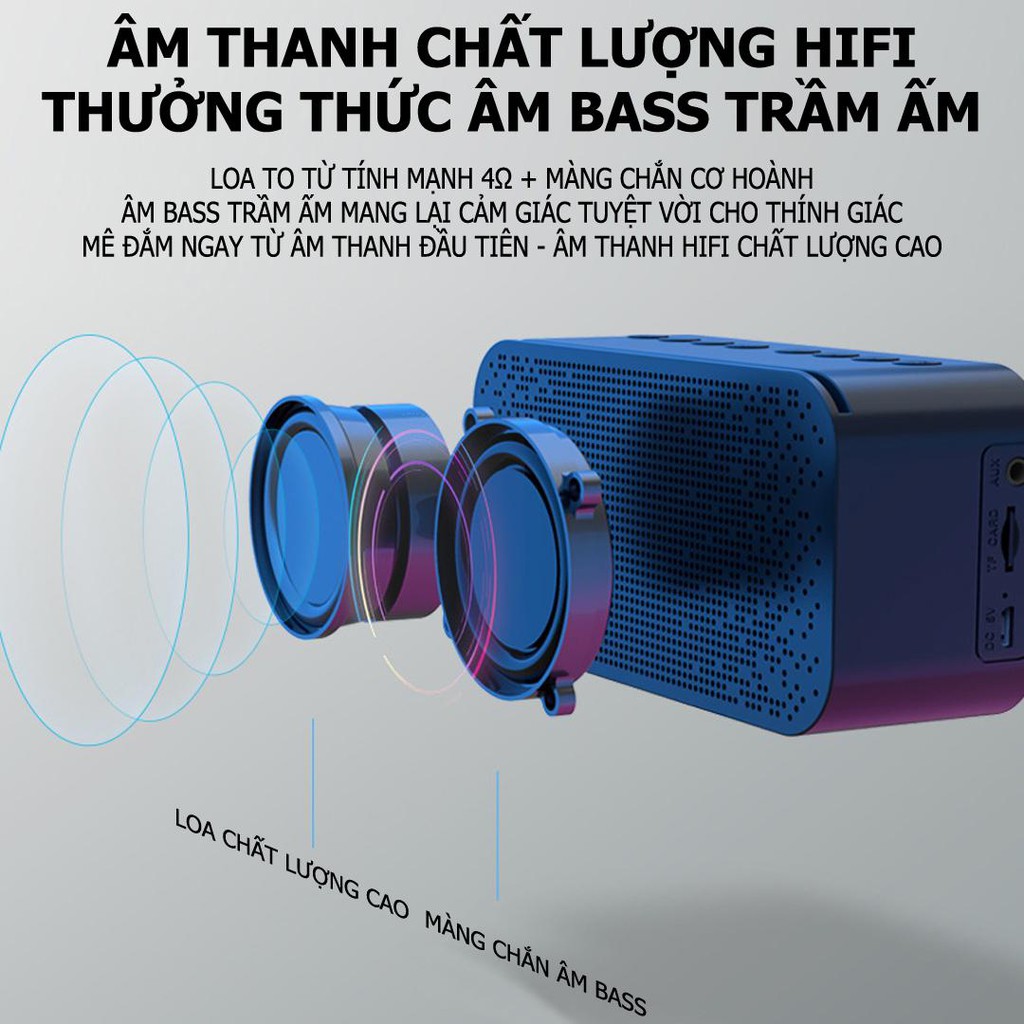 ÂM THANH CHẤT LƯỢNG HIFI
THƯỞNG THỨC ÂM BASS TRẦM ẤM
LOA TO TỪ TÍNH MẠNH 4Ω + MÀNG CHẮN CƠ HOÀNH
ÂM BASS TRẦM ẤM MANG LẠI CẢM GIÁC TUYỆT VỜI CHO THÍNH GIÁC
MÊ ĐẮM NGAY TỪ ÂM THANH ĐẦU TIÊN - ÂM THANH HIFI CHẤT LƯỢNG CAO
AUX
TF CARD
DC 5V
LOA CHẤT LƯỢNG CAO
MÀNG CHẮN ÂM BASS